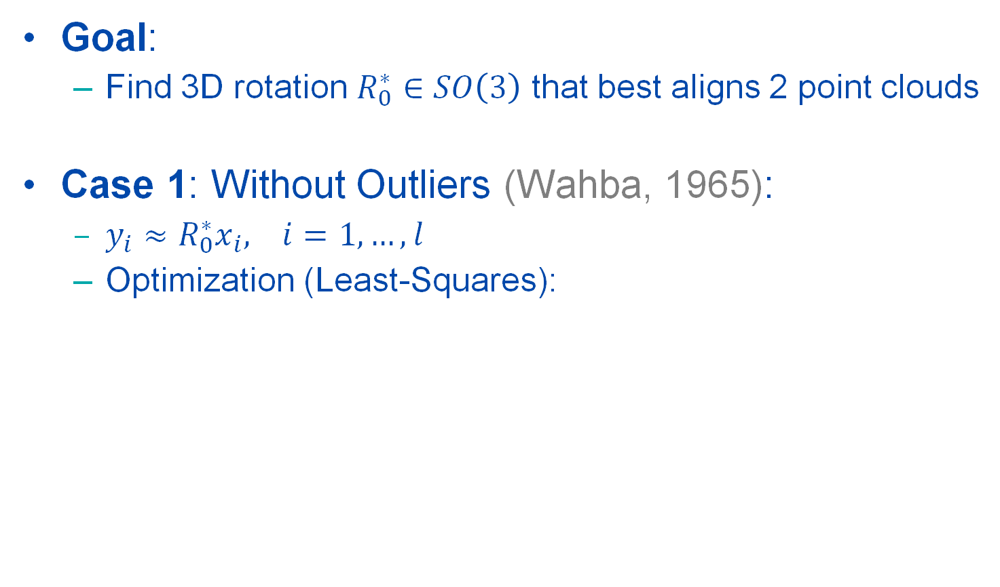 • Goal:
– Find 3D rotation $R_0^* \in SO(3)$ that best aligns 2 point clouds
• Case 1: Without Outliers (Wahba, 1965):
– $y_i \approx R_0^* x_i, \quad i = 1, \ldots, l$
– Optimization (Least-Squares):